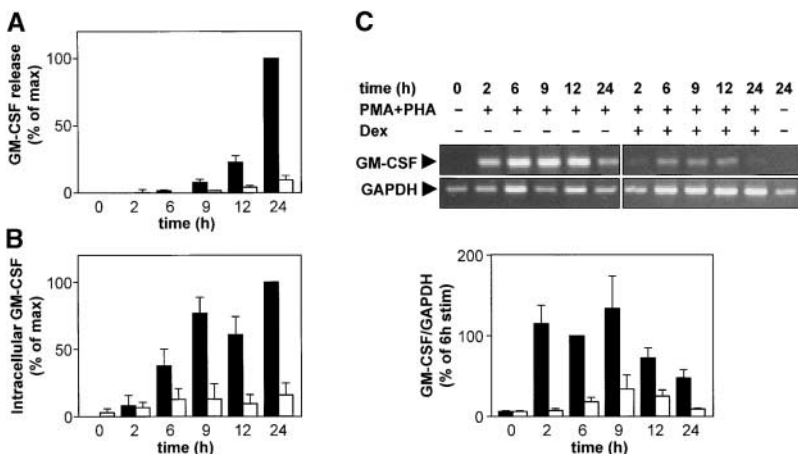 A
GM-CSF release
(% of max)
100
50
0
0 2 6 9 12 24
time (h)
B
Intracellular GM-CSF
(% of max)
100
50
0
0 2 6 9 12 24
time (h)
C
time (h) 0 2 6 9 12 24 2 6 9 12 24 24
PMA+PHA – + + + + + + + + + + –
Dex – – – – – – + + + + + –
GM-CSF
GAPDH
GM-CSF/GAPDH
(% of 6h stim)
200
100
0
0 2 6 9 12 24
time (h)